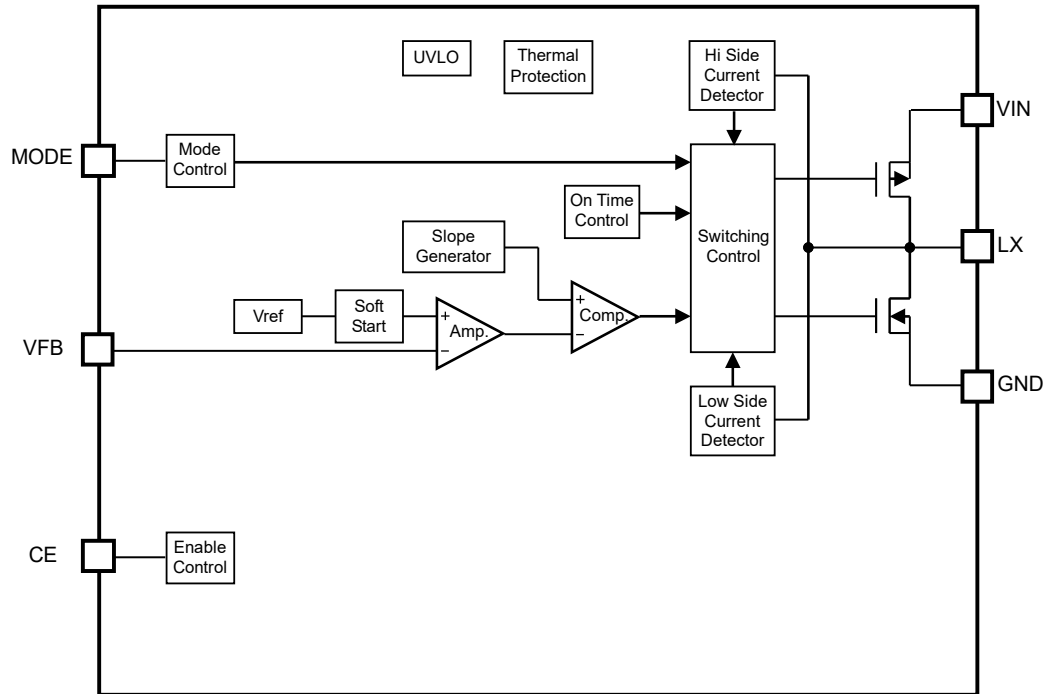 UVLO
Thermal
Protection
Hi Side
Current
Detector
VIN
MODE
Mode
Control
On Time
Control
Switching
Control
LX
Slope
Generator
Vref
Soft
Start
+
Amp.
−
+
Comp.
−
VFB
GND
Low Side
Current
Detector
CE
Enable
Control